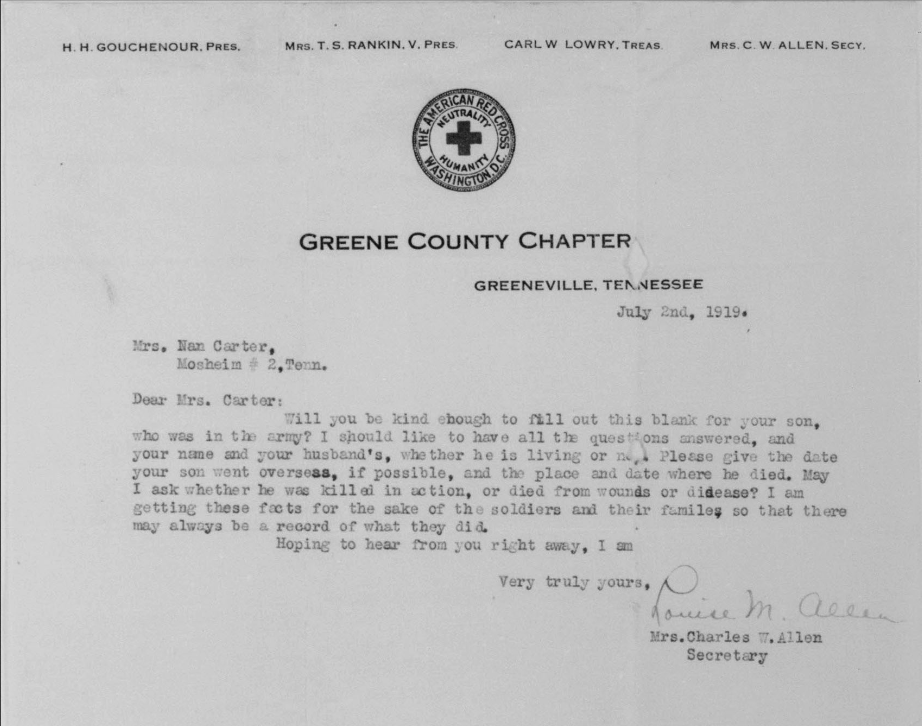 H. H. GOUCHENOUR, PRES.
MRS. T. S. RANKIN, V. PRES.
CARL W LOWRY, TREAS.
MRS. C. W. ALLEN, SECY.
THE AMERICAN RED CROSS
NEUTRALITY
HUMANITY
WASHINGTON, D.C.
GREENE COUNTY CHAPTER
GREENEVILLE, TENNESSEE
July 2nd, 1919.
Mrs. Nan Carter,
Mosheim # 2,Tenn.
Dear Mrs. Carter:
Will you be kind ehough to fill out this blank for your son,
who was in the army? I should like to have all the questions answered, and
your name and your husband's, whether he is living or Please give the date
your son went overseas, if possible, and the place and date where he died. May
I ask whether he was killed in action, or died from wounds or didease? I am
getting these facts for the sake of the soldiers and their familes so that there
may always be a record of what they did.
Hoping to hear from you right away, I am
Very truly yours,
Louise M. Allen
Mrs.Charles W.Allen
Secretary